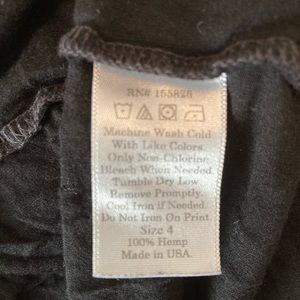 RN# 155826
Machine Wash Cold
With Like Colors.
Only Non-Chlorine
Bleach When Needed.
Tumble Dry Low
Remove Promptly.
Cool Iron if Needed.
Do Not Iron On Print.
Size 4
100% Hemp
Made in USA.